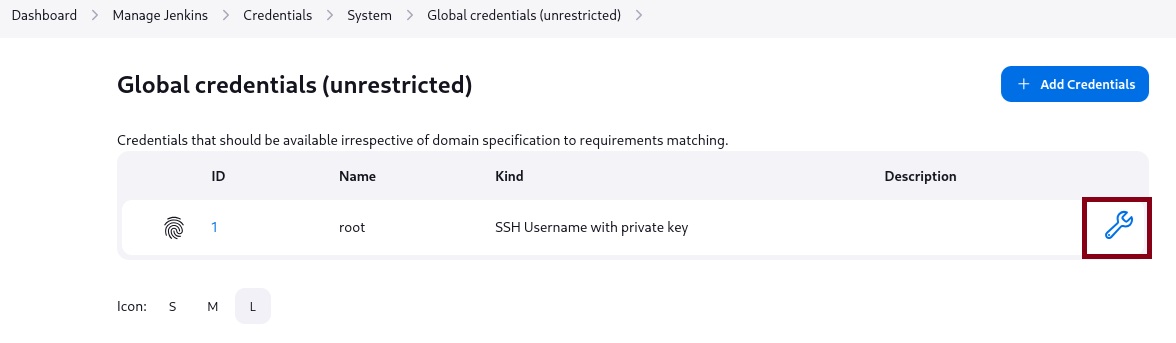 Dashboard > Manage Jenkins > Credentials > System > Global credentials (unrestricted) >
Global credentials (unrestricted)
+ Add Credentials
Credentials that should be available irrespective of domain specification to requirements matching.
ID Name Kind Description
1 root SSH Username with private key
Icon: S M L